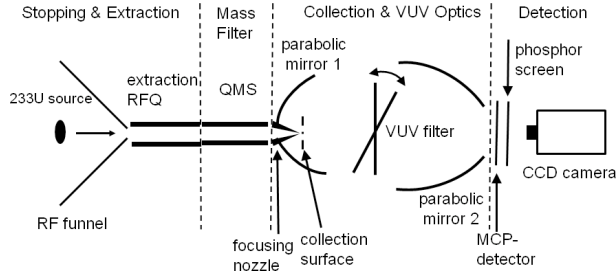 Stopping & Extraction
Mass
Filter
Collection & VUV Optics
Detection
parabolic
mirror 1
phosphor
screen
extraction
RFQ
QMS
233U source
VUV filter
CCD camera
RF funnel
focusing
nozzle
collection
surface
parabolic
mirror 2
MCP-
detector